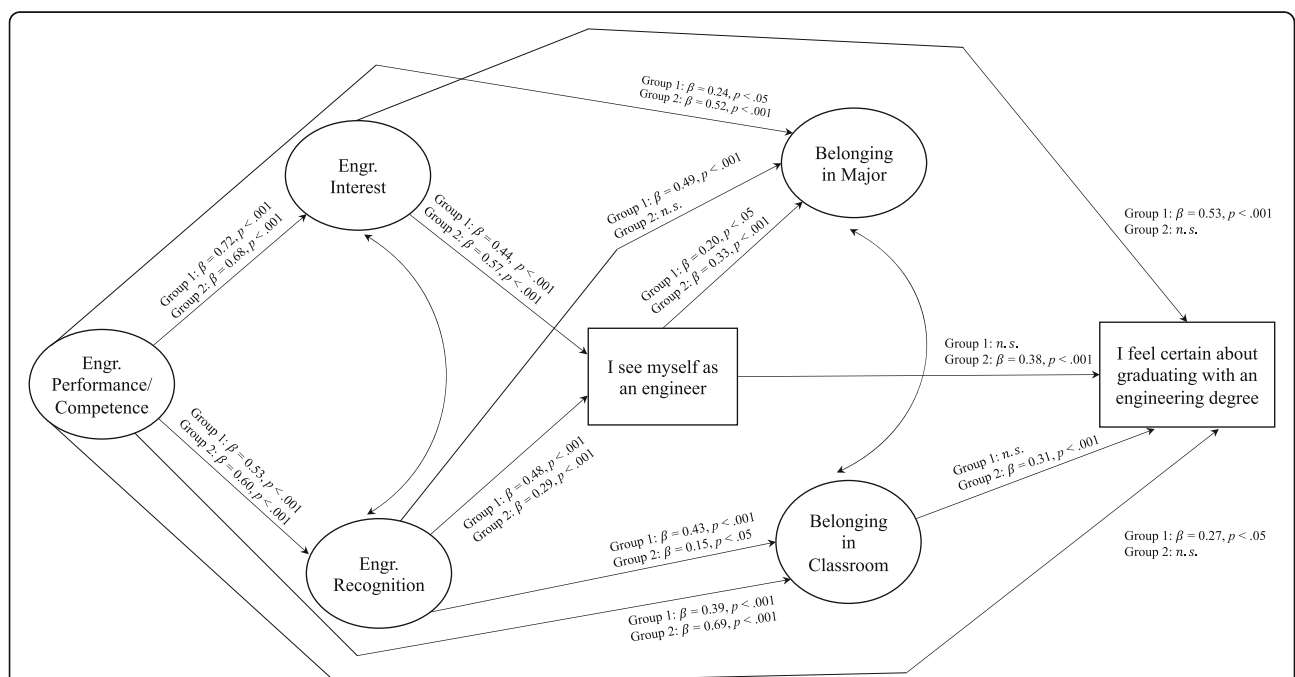 Group 1: β = 0.24, p < .05
Group 2: β = 0.52, p < .001
Engr.
Interest
Belonging
in Major
Group 1: β = 0.49, p < .001
Group 2: n.s.
Group 1: β = 0.53, p < .001
Group 2: n.s.
Group 1: β = 0.72, p < .001
Group 2: β = 0.68, p < .001
Group 1: β = 0.44, p < .001
Group 2: β = 0.57, p < .001
Group 1: β = 0.20, p < .05
Group 2: β = 0.33, p < .001
Engr.
Performance/
Competence
I see myself as
an engineer
Group 1: n.s.
Group 2: β = 0.38, p < .001
I feel certain about
graduating with an
engineering degree
Group 1: β = 0.53, p < .001
Group 2: β = 0.60, p < .001
Group 1: β = 0.48, p < .001
Group 2: β = 0.29, p < .001
Group 1: n.s.
Group 2: β = 0.31, p < .001
Engr.
Recognition
Group 1: β = 0.43, p < .001
Group 2: β = 0.15, p < .05
Belonging
in
Classroom
Group 1: β = 0.27, p < .05
Group 2: n.s.
Group 1: β = 0.39, p < .001
Group 2: β = 0.69, p < .001